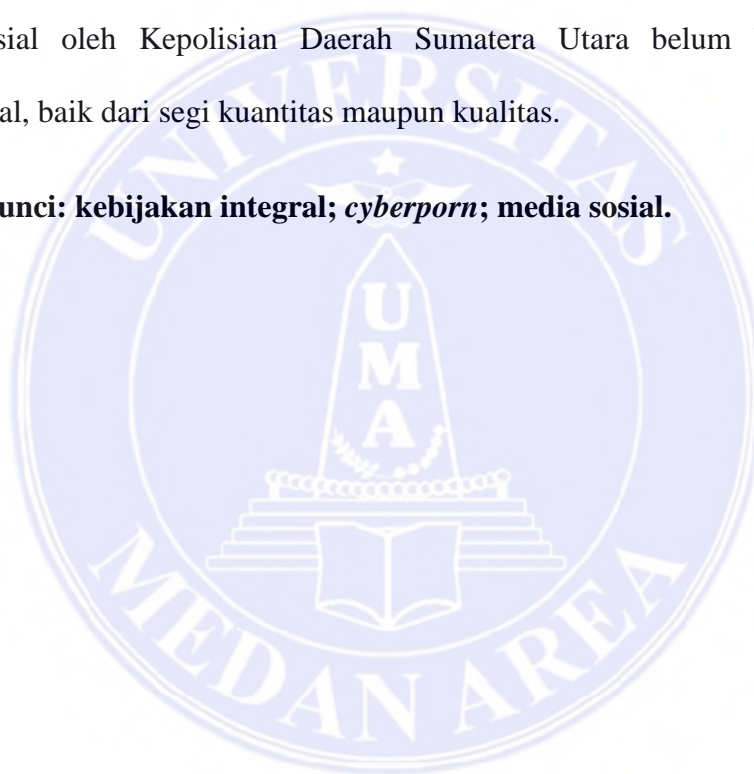 sial oleh Kepolisian Daerah Sumatera Utara belum
al, baik dari segi kuantitas maupun kualitas.
unci: kebijakan integral; cyberporn; media sosial.
UNIVERSITAS
UMA
MEDAN AREA